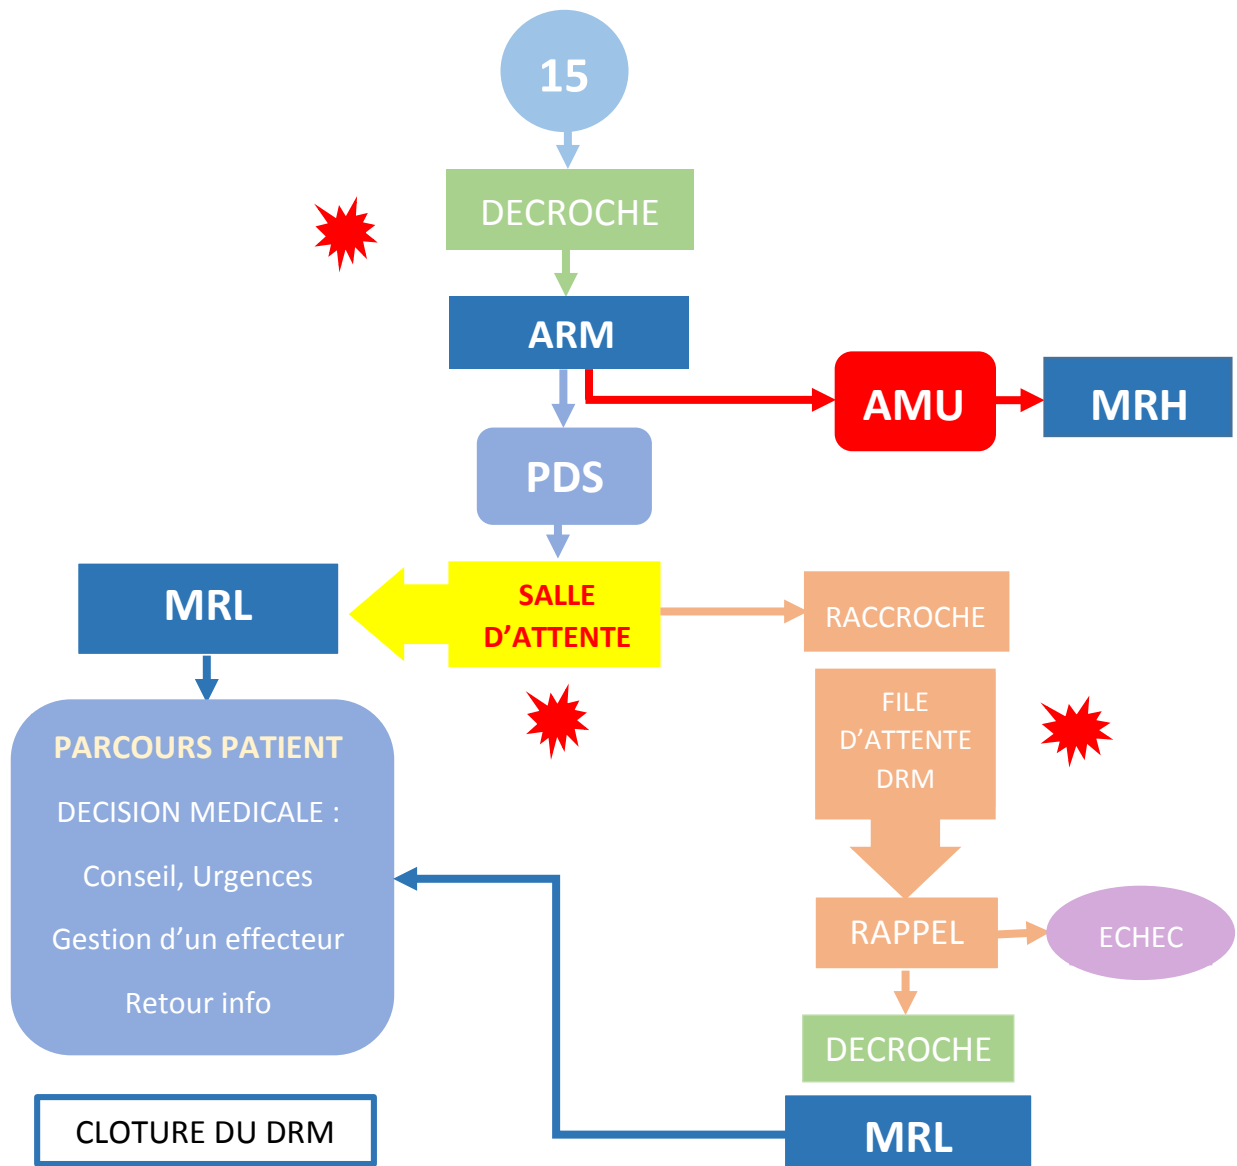 15
DECROCHE
ARM
AMU
MRH
PDS
MRL
SALLE
D’ATTENTE
RACCROCHE
FILE
D’ATTENTE
DRM
PARCOURS PATIENT
DECISION MEDICALE :
Conseil, Urgences
Gestion d’un effecteur
Retour info
RAPPEL
ECHEC
DECROCHE
MRL
CLOTURE DU DRM